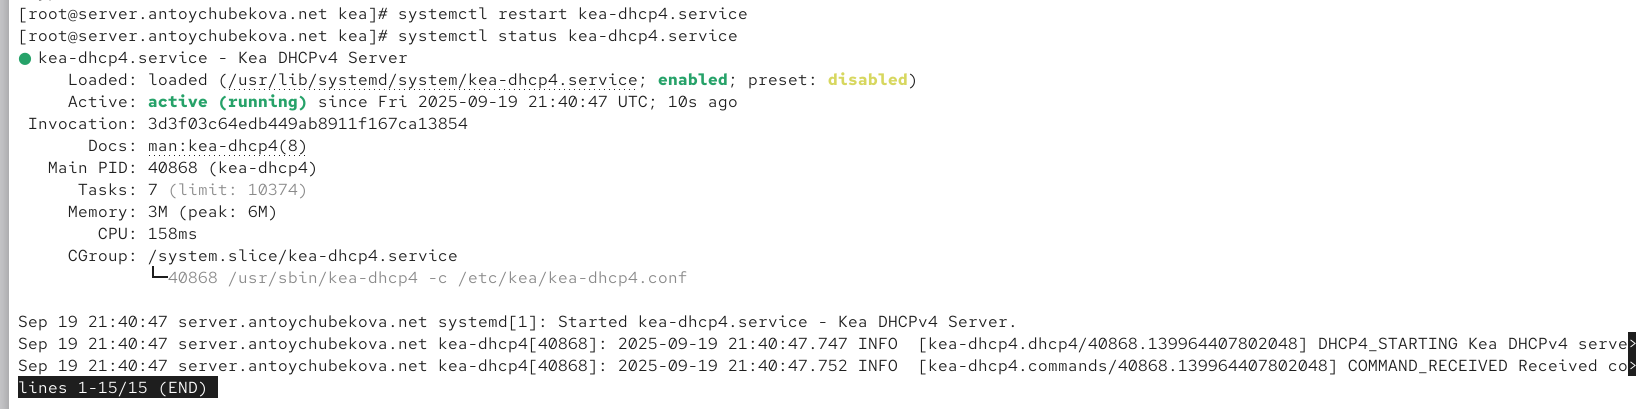 [root@server.antoychubekova.net kea]# systemctl restart kea-dhcp4.service
[root@server.antoychubekova.net kea]# systemctl status kea-dhcp4.service
● kea-dhcp4.service - Kea DHCPv4 Server
Loaded: loaded (/usr/lib/systemd/system/kea-dhcp4.service; enabled; preset: disabled)
Active: active (running) since Fri 2025-09-19 21:40:47 UTC; 10s ago
Invocation: 3d3f03c64edb449ab8911f167ca13854
Docs: man:kea-dhcp4(8)
Main PID: 40868 (kea-dhcp4)
Tasks: 7 (limit: 10374)
Memory: 3M (peak: 6M)
CPU: 158ms
CGroup: /system.slice/kea-dhcp4.service
└─40868 /usr/sbin/kea-dhcp4 -c /etc/kea/kea-dhcp4.conf
Sep 19 21:40:47 server.antoychubekova.net systemd[1]: Started kea-dhcp4.service - Kea DHCPv4 Server.
Sep 19 21:40:47 server.antoychubekova.net kea-dhcp4[40868]: 2025-09-19 21:40:47.747 INFO  [kea-dhcp4.dhcp4/40868.139964407802048] DHCP4_STARTING Kea DHCPv4 serve>
Sep 19 21:40:47 server.antoychubekova.net kea-dhcp4[40868]: 2025-09-19 21:40:47.752 INFO  [kea-dhcp4.commands/40868.139964407802048] COMMAND_RECEIVED Received co>
lines 1-15/15 (END)